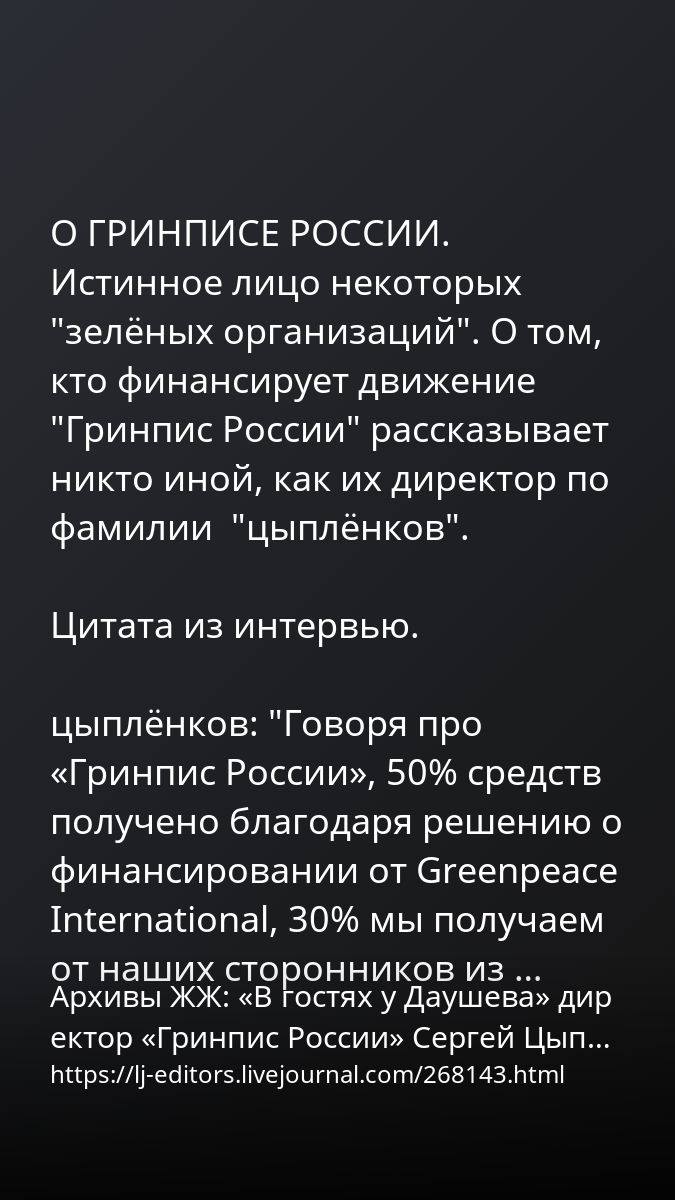 О ГРИНПИСЕ РОССИИ.
Истинное лицо некоторых
"зелёных организаций". О том,
кто финансирует движение
"Гринпис России" рассказывает
никто иной, как их директор по
фамилии  "цыплёнков".
Цитата из интервью.
цыплёнков: "Говоря про
«Гринпис России», 50% средств
получено благодаря решению о
финансировании от Greenpeace
International, 30% мы получаем
от наших сторонников из ...
Архивы ЖЖ: «В гостях у Даушева» дир
ектор «Гринпис России» Сергей Цып...
https://lj-editors.livejournal.com/268143.html